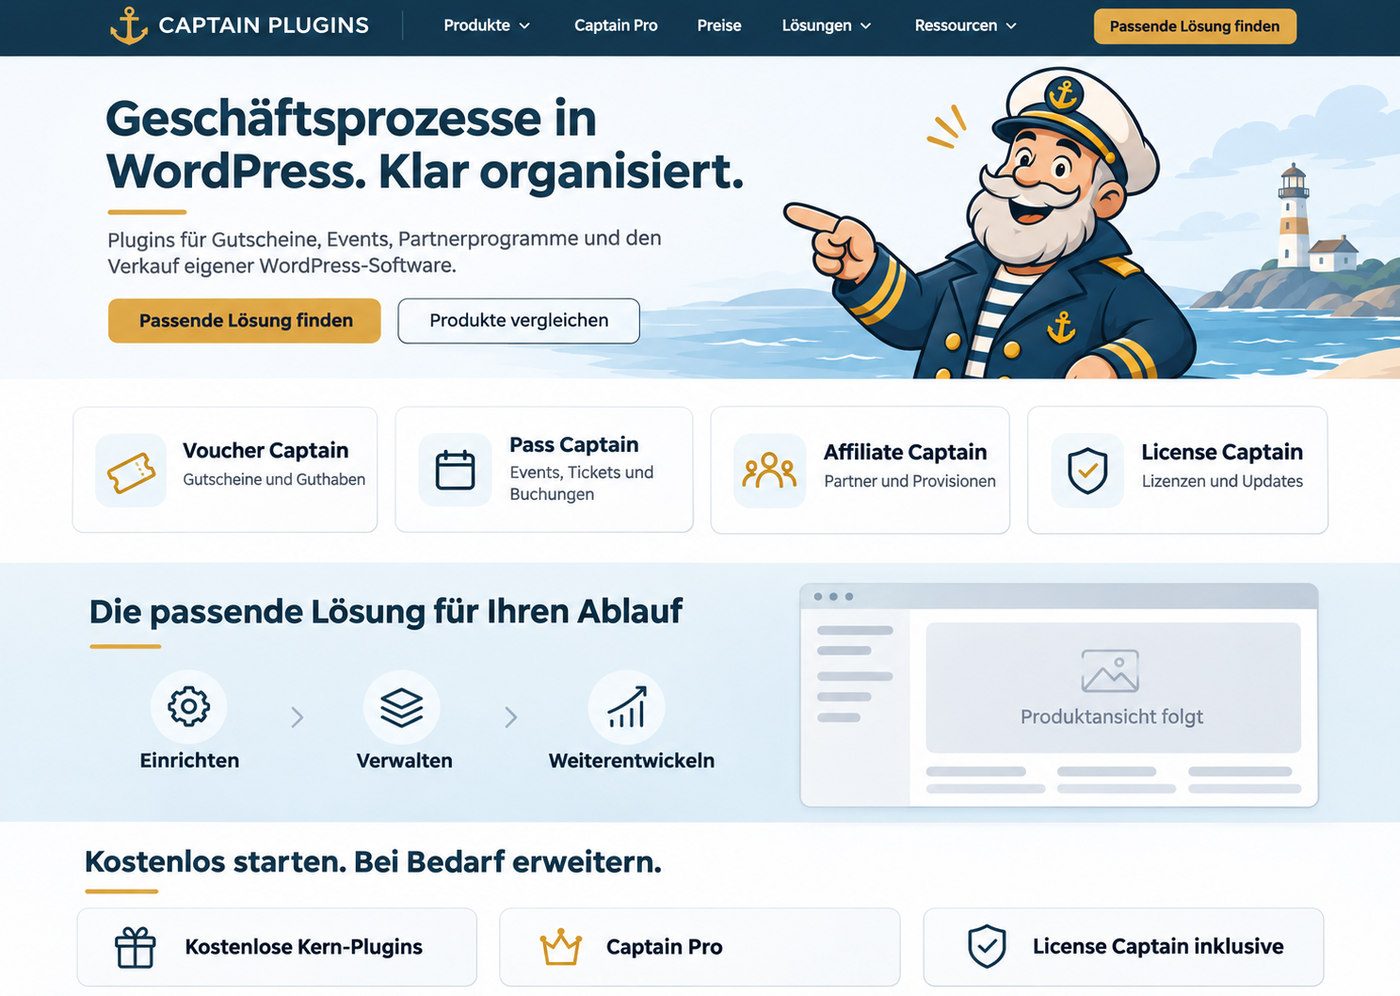 CAPTAIN PLUGINS
Produkte
Captain Pro
Preise
Lösungen
Ressourcen
Passende Lösung finden
Geschäftsprozesse in
WordPress. Klar organisiert.
Plugins für Gutscheine, Events, Partnerprogramme und den
Verkauf eigener WordPress-Software.
Passende Lösung finden
Produkte vergleichen
Voucher Captain
Gutscheine und Guthaben
Pass Captain
Events, Tickets und
Buchungen
Affiliate Captain
Partner und Provisionen
License Captain
Lizenzen und Updates
Die passende Lösung für Ihren Ablauf
Einrichten
Verwalten
Weiterentwickeln
Produktansicht folgt
Kostenlos starten. Bei Bedarf erweitern.
Kostenlose Kern-Plugins
Captain Pro
License Captain inklusive